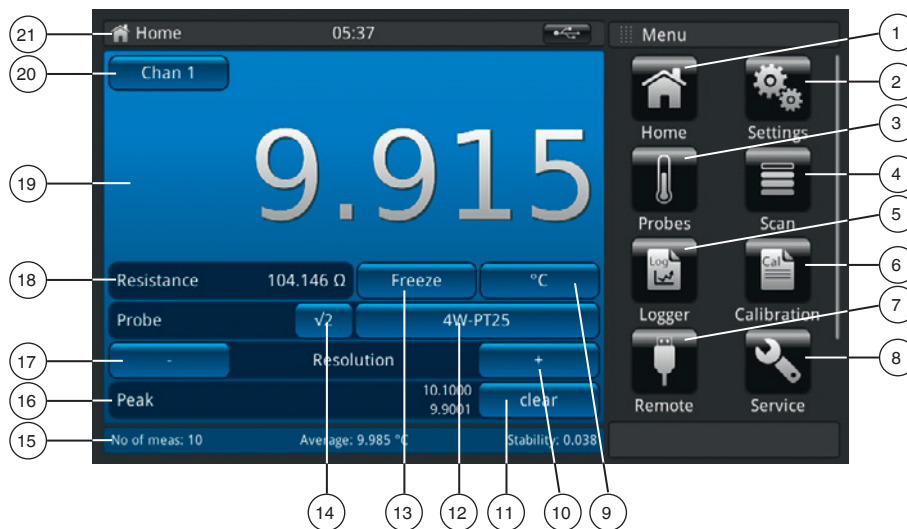 21
Home
05:37
Menu
1
20
Chan 1
2
Home
Settings
3
19
9.915
4
Probes
Scan
5
18
Resistance
104.146 Ω
Freeze
°C
Log
Cal
6
Logger
Calibration
Probe
√2
4W-PT25
7
17
-
Resolution
+
8
16
Peak
10.1000
9.9001
clear
Remote
Service
15
No of meas: 10
Average: 9.985 °C
Stability: 0.038
14
13
12
11
10
9